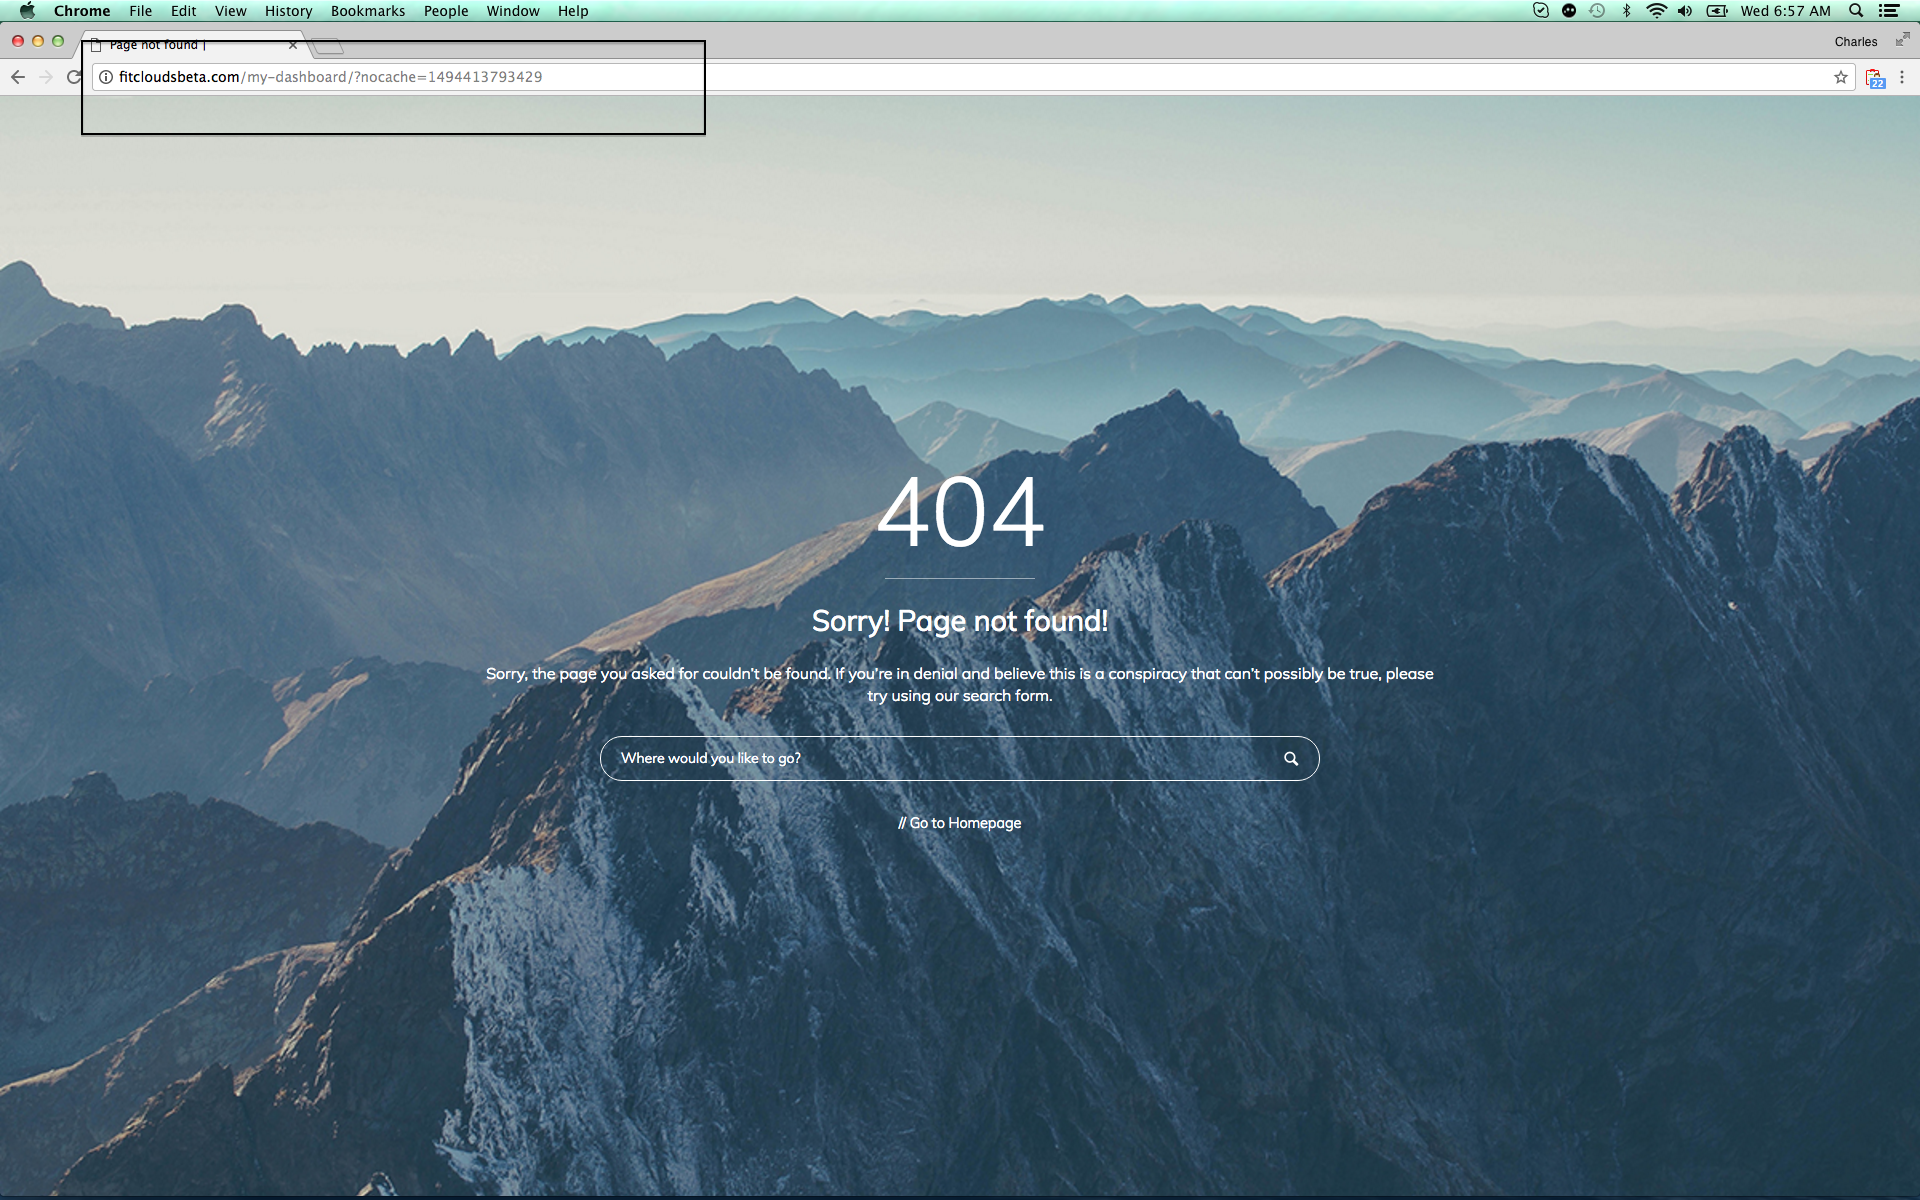 Chrome File Edit View History Bookmarks People Window Help Wed 6:57 AM
Page not found | Charles
fitcloudsbeta.com/my-dashboard/?nocache=1494413793429
22
404
Sorry! Page not found!
Sorry, the page you asked for couldn't be found. If you're in denial and believe this is a conspiracy that can't possibly be true, please
try using our search form.
Where would you like to go?
// Go to Homepage